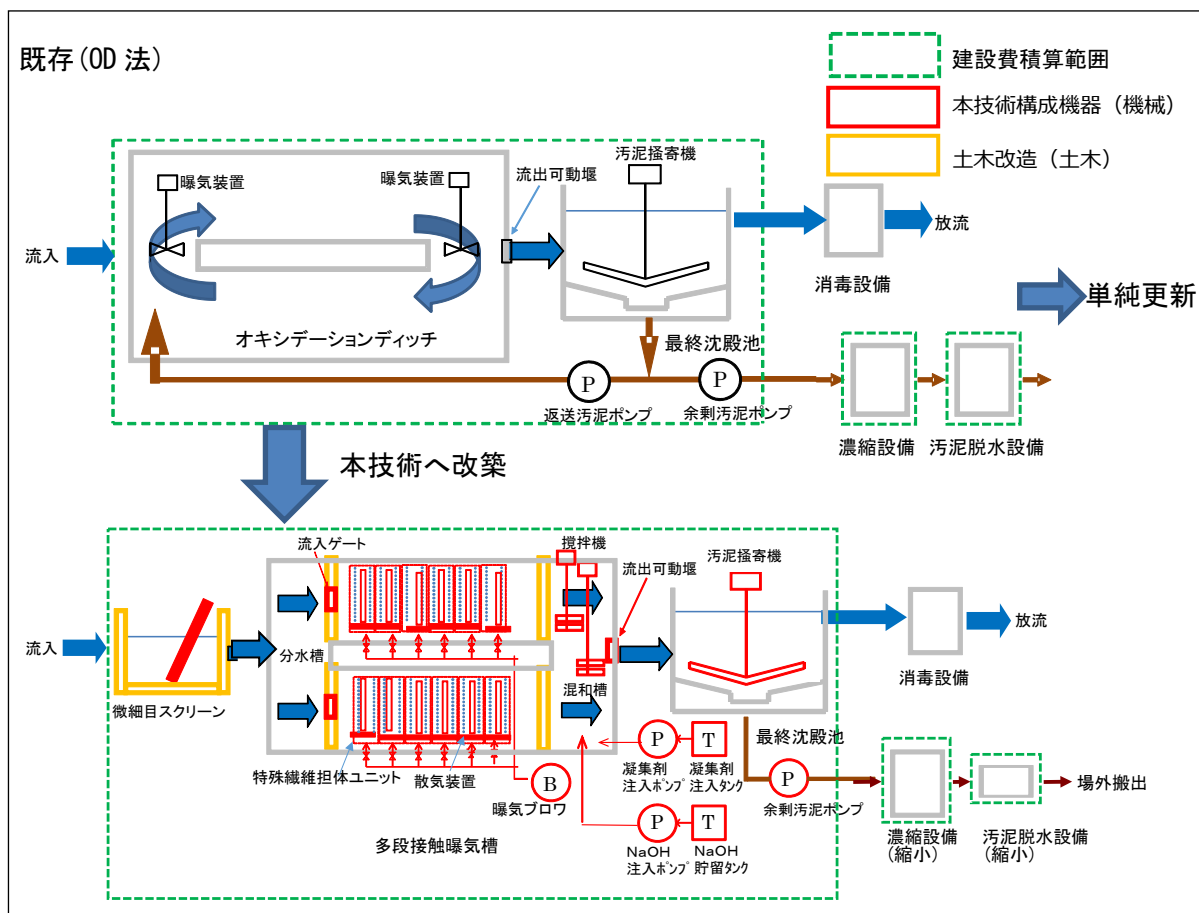 既存(OD 法)
建設費積算範囲
本技術構成機器（機械）
土木改造（土木）
汚泥掻寄機
曝気装置
曝気装置
流出可動堰
流入
放流
消毒設備
単純更新
オキシデーションディッチ
最終沈殿池
P
P
返送汚泥ポンプ
余剰汚泥ポンプ
濃縮設備
汚泥脱水設備
本技術へ改築
流入ゲート
撹拌機
流出可動堰
汚泥掻寄機
流入
分水槽
放流
混和槽
消毒設備
微細目スクリーン
特殊繊維担体ユニット
散気装置
B
曝気ブロワ
P
T
凝集剤
注入ポンプ
凝集剤
注入タンク
最終沈殿池
P
余剰汚泥ポンプ
場外搬出
多段接触曝気槽
P
T
NaOH
注入ポンプ
NaOH
貯留タンク
濃縮設備
(縮小)
汚泥脱水設備
(縮小)